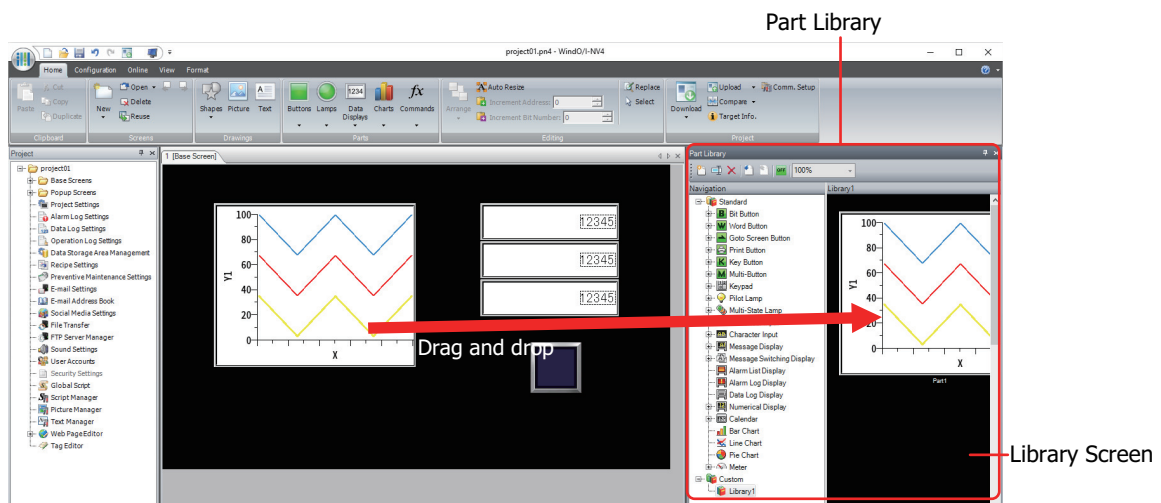 Part Library
project01.pn4 - WindO/I-NV4
Home Configuration Online View Format
Paste
Cut
Copy
Duplicate
Clipboard
New
Open
Delete
Reuse
Screens
Shapes Picture Text
Drawings
Buttons Lamps Data Displays Charts Commands
1234
fx
Parts
Arrange
Auto Resize
Increment Address: 0
Increment Bit Number: 0
Replace
Select
Editing
Download
Upload
Compare
Target Info.
Comm. Setup
Project
Project
project01
Base Screens
Popup Screens
Project Settings
Alarm Log Settings
Data Log Settings
Operation Log Settings
Data Storage Area Management
Recipe Settings
Preventive Maintenance Settings
E-mail Settings
E-mail Address Book
Social Media Settings
File Transfer
FTP Server Manager
Sound Settings
User Accounts
Security Settings
Global Script
Script Manager
Picture Manager
Text Manager
Web PageEditor
Tag Editor
1 [Base Screen]
100
80
60
40
20
0
Y1
X
12345
12345
12345
Drag and drop
Part Library
OFF
100%
Navigation
Standard
Bit Button
Word Button
Goto Screen Button
Print Button
Key Button
Multi-Button
Keypad
Pilot Lamp
Multi-State Lamp
Character Input
Message Display
Message Switching Display
Alarm List Display
Alarm Log Display
Data Log Display
Numerical Display
Calendar
Bar Chart
Line Chart
Pie Chart
Meter
Custom
Library1
Library1
100
80
60
40
20
0
Y1
X
Part1
Library Screen